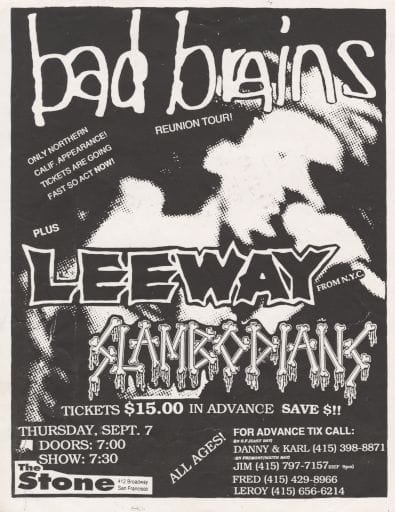 bad brains
REUNION TOUR!
ONLY NORTHERN
CALIF. APPEARANCE!
TICKETS ARE GOING
FAST SO ACT NOW!
PLUS
LEEWAY
FROM N.Y.C.
SLAMBODIANS
TICKETS $15.00 IN ADVANCE SAVE $!!
THURSDAY, SEPT. 7
DOORS: 7:00
SHOW: 7:30
The Stone
412 Broadway
San Francisco
ALL AGES!
FOR ADVANCE TIX CALL:
DANNY & KARL (415) 398-8871
JIM (415) 797-7157
FRED (415) 429-8966
LEROY (415) 656-6214